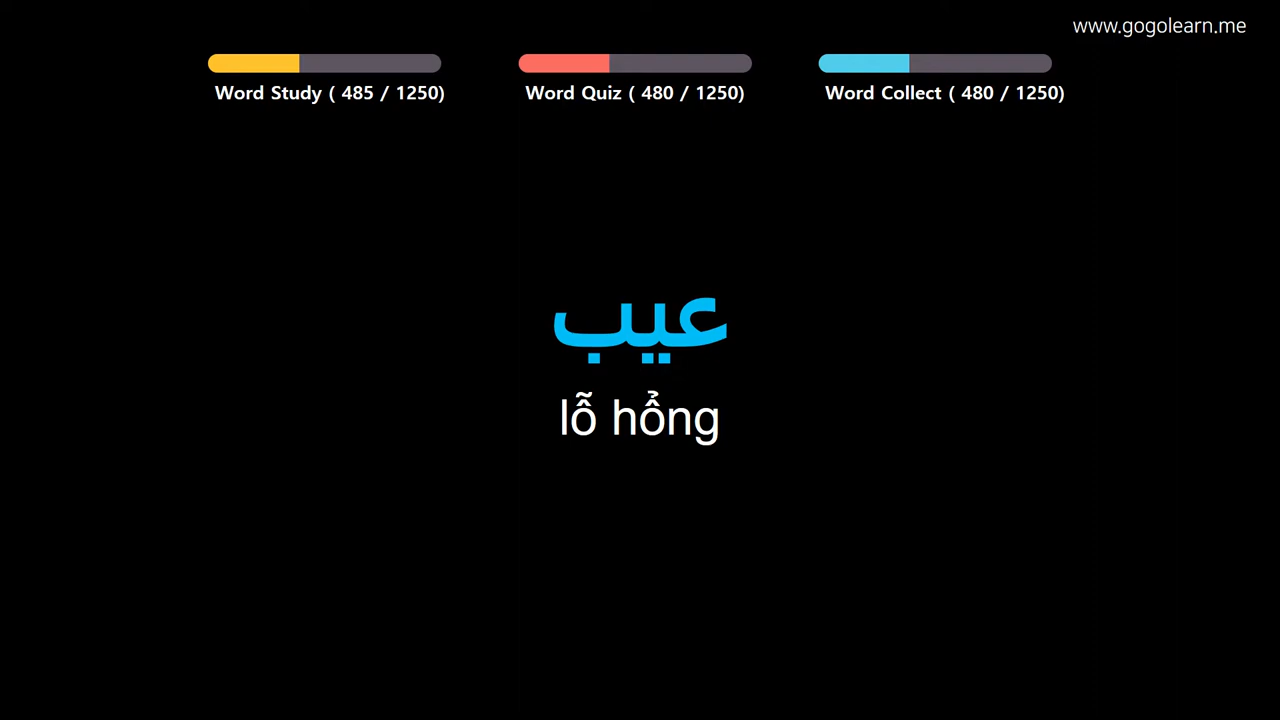 www.gogolearn.me
Word Study ( 485 / 1250)
Word Quiz ( 480 / 1250)
Word Collect ( 480 / 1250)
عيب
lỗ hổng